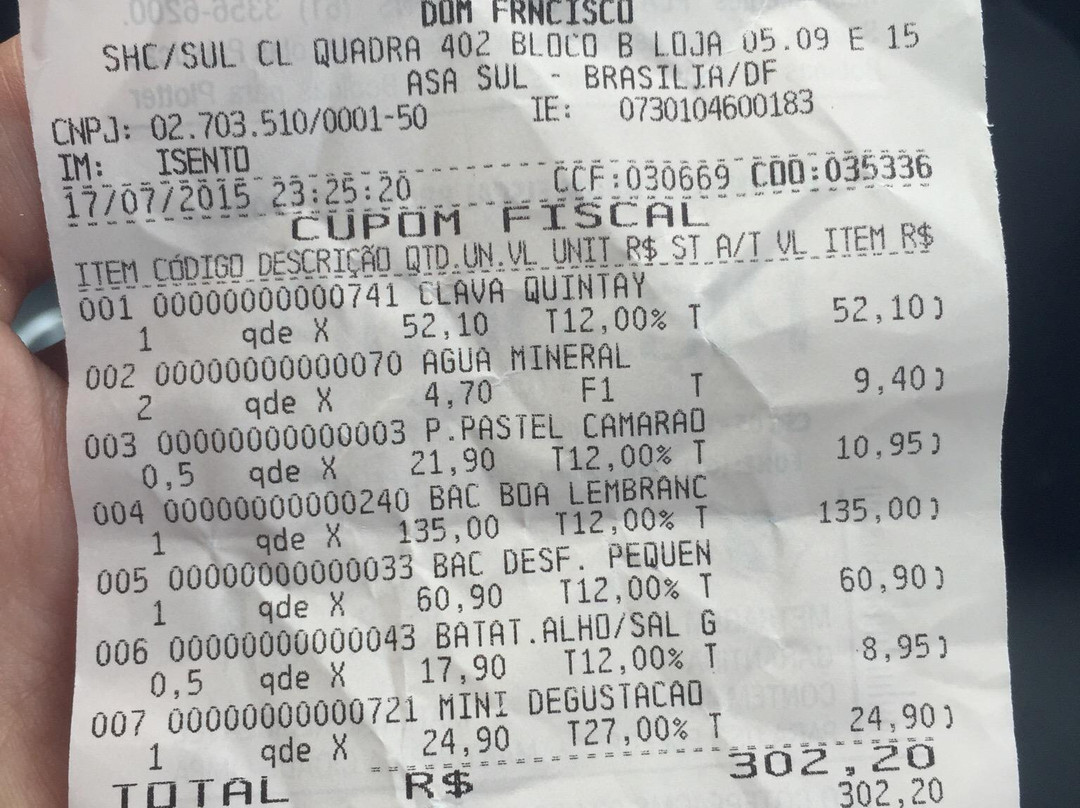 DOM FRNCISCO
SHC/SUL CL QUADRA 402 BLOCO B LOJA 05.09 E 15
ASA SUL - BRASILIA/DF
CNPJ: 02.703.510/0001-50 IE: 0730104600183
IM: ISENTO
17/07/2015 23:25:20 CCF:030669 COO:035336
CUPOM FISCAL
ITEM CÓDIGO DESCRIÇÃO QTD.UN.VL UNIT R$ ST A/T VL ITEM R$
001 00000000000741 CLAVA QUINTAY
1 qde X 52,10 T12,00% T 52,10)
002 00000000000070 AGUA MINERAL
2 qde X 4,70 F1 T 9,40)
003 00000000000003 P.PASTEL CAMARAO
0,5 qde X 21,90 T12,00% T 10,95)
004 00000000000240 BAC BOA LEMBRANC
1 qde X 135,00 T12,00% T 135,00)
005 00000000000033 BAC DESF. PEQUEN
1 qde X 60,90 T12,00% T 60,90)
006 00000000000043 BATAT.ALHO/SAL G
0,5 qde X 17,90 T12,00% T 8,95)
007 00000000000721 MINI DEGUSTACAO
1 qde X 24,90 T27,00% T 24,90)
TOTAL R$ 302,20
302,20